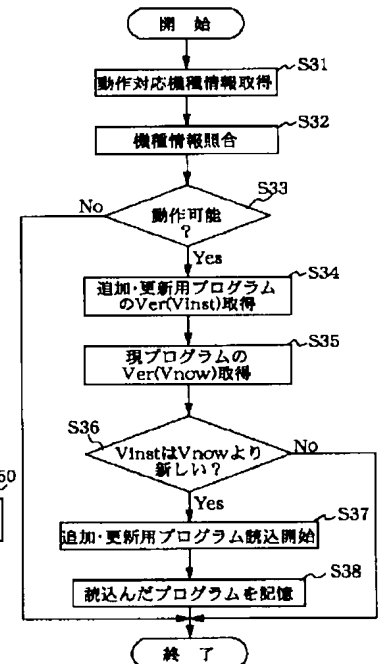 開 始
S31
動作対応機種情報取得
S32
機種情報照合
S33
No
動作可能
?
Yes
S34
追加・更新用プログラム
のVer(Vinst)取得
S35
現プログラムの
Ver(Vnow)取得
S36
VinstはVnowより
新しい?
No
Yes
60
S37
追加・更新用プログラム読込開始
S38
読込んだプログラムを記憶
終 了